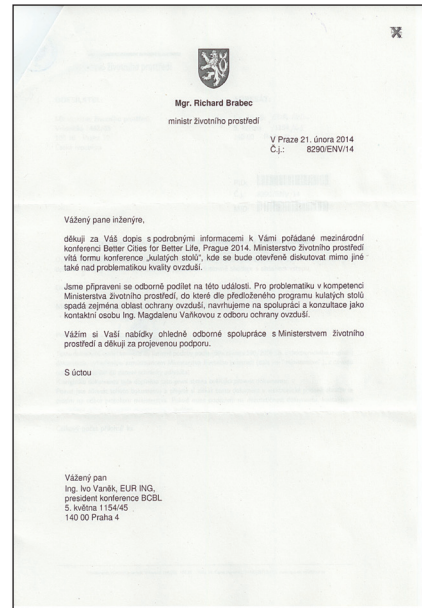 Mgr. Richard Brabec
ministr životního prostředí
V Praze 21. února 2014
Č.j.: 8290/ENV/14
Vážený pane inženýre,
děkuji za Váš dopis s podrobnými informacemi k Vámi pořádané mezinárodní
konferenci Better Cities for Better Life, Prague 2014. Ministerstvo životního prostředí
vítá formu konference „kulatých stolů“, kde se bude otevřeně diskutovat mimo jiné
také nad problematikou kvality ovzduší.
Jsme připraveni se odborně podílet na této události. Pro problematiku v kompetenci
Ministerstva životního prostředí, do které dle předloženého programu kulatých stolů
spadá zejména oblast ochrany ovzduší, navrhujeme na spolupráci a konzultace jako
kontaktní osobu Ing. Magdalenu Vaňkovou z odboru ochrany ovzduší.
Vážím si Vaší nabídky ohledně odborné spolupráce s Ministerstvem životního
prostředí a děkuji za projevenou podporu.
S úctou
Vážený pan
Ing. Ivo Vaněk, EUR ING,
president konference BCBL
5. května 1154/45
140 00 Praha 4